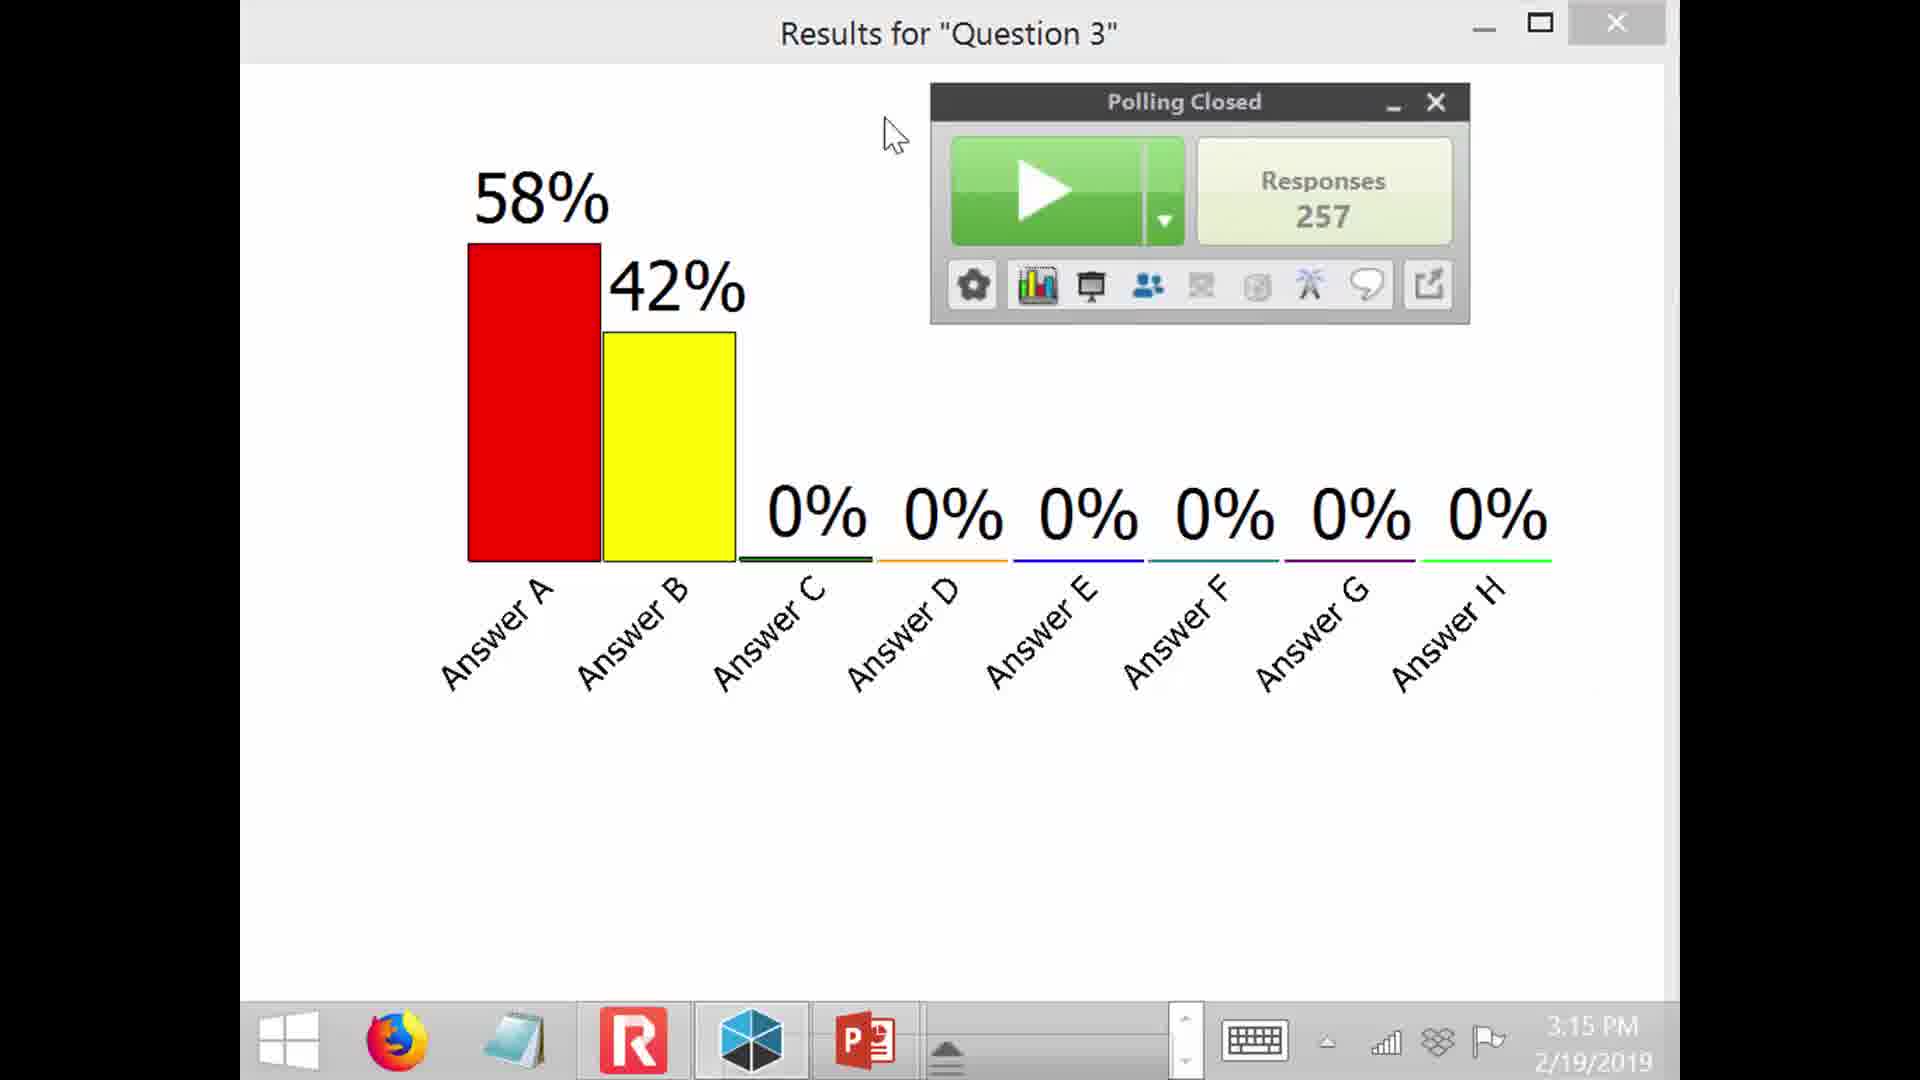 Results for "Question 3"
Polling Closed
Responses
257
58%
42%
0%
0%
0%
0%
0%
0%
Answer A
Answer B
Answer C
Answer D
Answer E
Answer F
Answer G
Answer H
R
P
3:15 PM
2/19/2019